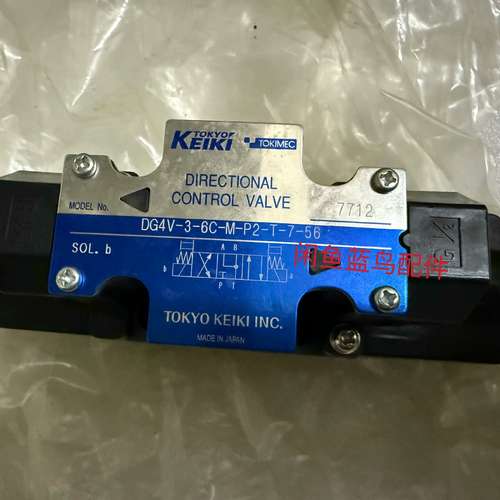 TOKYO
KEIKI TOKIMEC
DIRECTIONAL
CONTROL VALVE
MODEL No. 7712
DG4V-3-6C-M-P2-T-7-56
SOL. b
A B
b
P T
闲鱼蓝鸟配件
TOKYO KEIKI INC.
MADE IN JAPAN